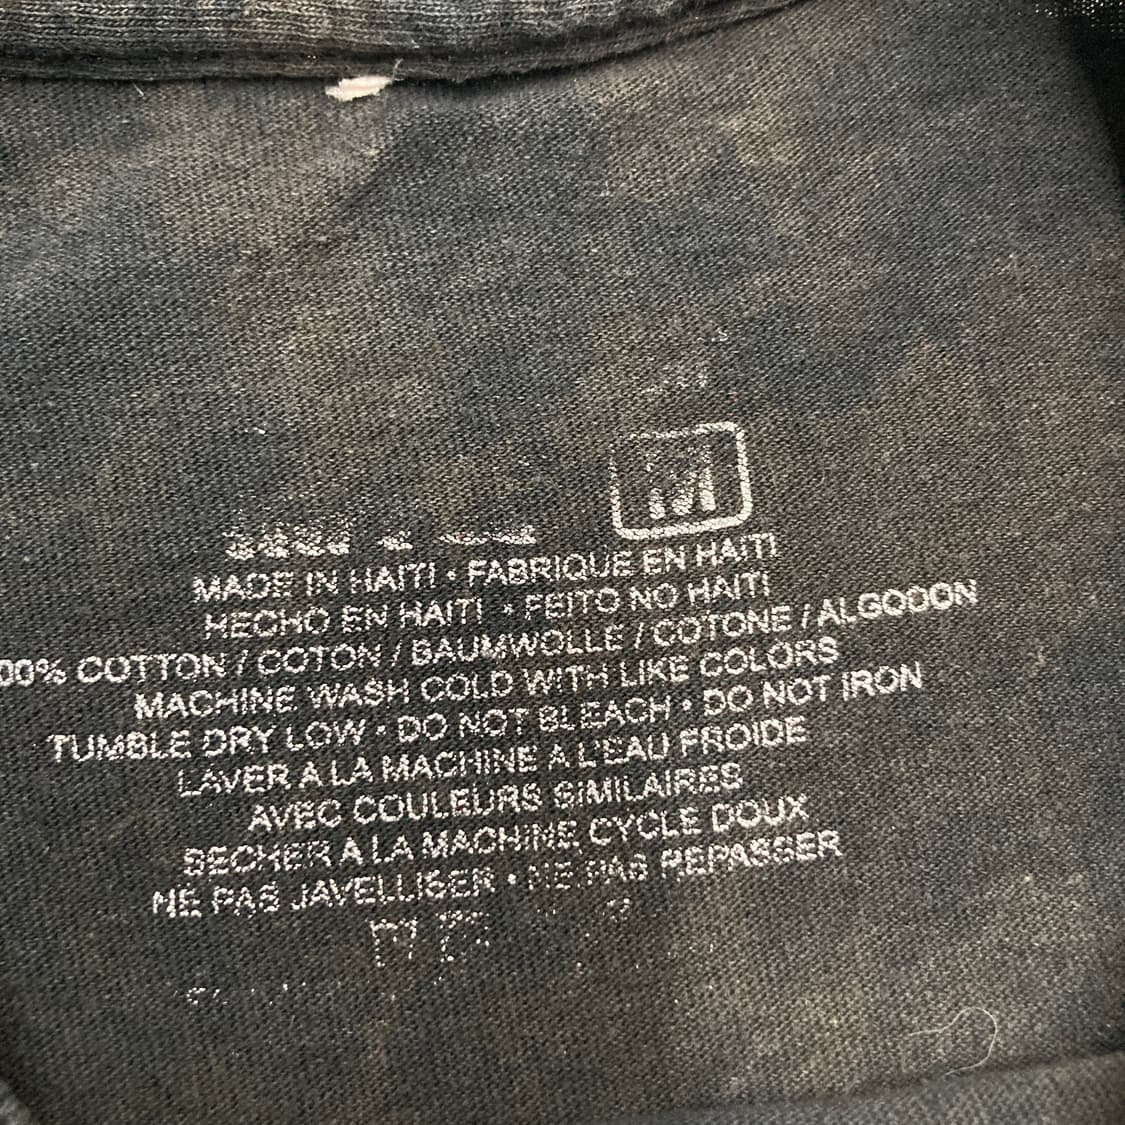 M
MADE IN HAITI • FABRIQUE EN HAITI
HECHO EN HAITI • FEITO NO HAITI
00% COTTON / COTON / BAUMWOLLE / COTONE / ALGODON
MACHINE WASH COLD WITH LIKE COLORS
TUMBLE DRY LOW • DO NOT BLEACH • DO NOT IRON
LAVER A LA MACHINE A L'EAU FROIDE
AVEC COULEURS SIMILAIRES
SECHER A LA MACHINE CYCLE DOUX
NE PAS JAVELLISER • NE PAS REPASSER